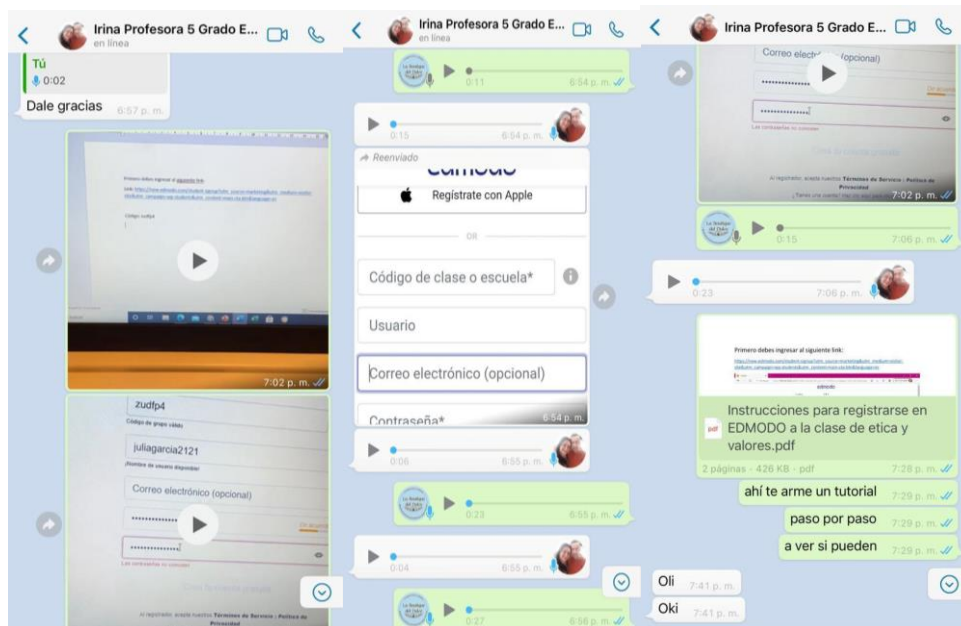 Irina Profesora 5 Grado E...
en línea
Tú
0:02
Dale gracias
6:57 p. m.
Primero debes ingresar al siguiente link:
7:02 p. m.
zudfp4
Código de grupo válido
juliagarcia2121
¡Nombre de usuario disponible!
Correo electrónico (opcional)
Las contraseñas no coinciden
Al registrarte, acepta nuestros Términos de Servicio y Política de
Privacidad
Irina Profesora 5 Grado E...
en línea
0:11
6:54 p. m.
0:15
6:54 p. m.
Reenviado
edmodo
Regístrate con Apple
OR
Código de clase o escuela*
Usuario
Correo electrónico (opcional)
Contraseña*
6:54 p. m.
0:06
6:55 p. m.
0:23
6:55 p. m.
0:04
6:55 p. m.
0:27
6:56 p. m.
Irina Profesora 5 Grado E...
Correo electrónico (opcional)
Las contraseñas no coinciden
Términos de Servicio y Política de
Privacidad
7:02 p. m.
0:15
7:06 p. m.
0:23
7:06 p. m.
Primero debes ingresar al siguiente link:
edmodo
Instrucciones para registrarse en
EDMODO a la clase de etica y
valores.pdf
pdf
2 páginas · 426 KB · pdf
7:28 p. m.
ahí te arme un tutorial
7:29 p. m.
paso por paso
7:29 p. m.
a ver si pueden
7:29 p. m.
Oli
7:41 p. m.
Oki
7:41 p. m.